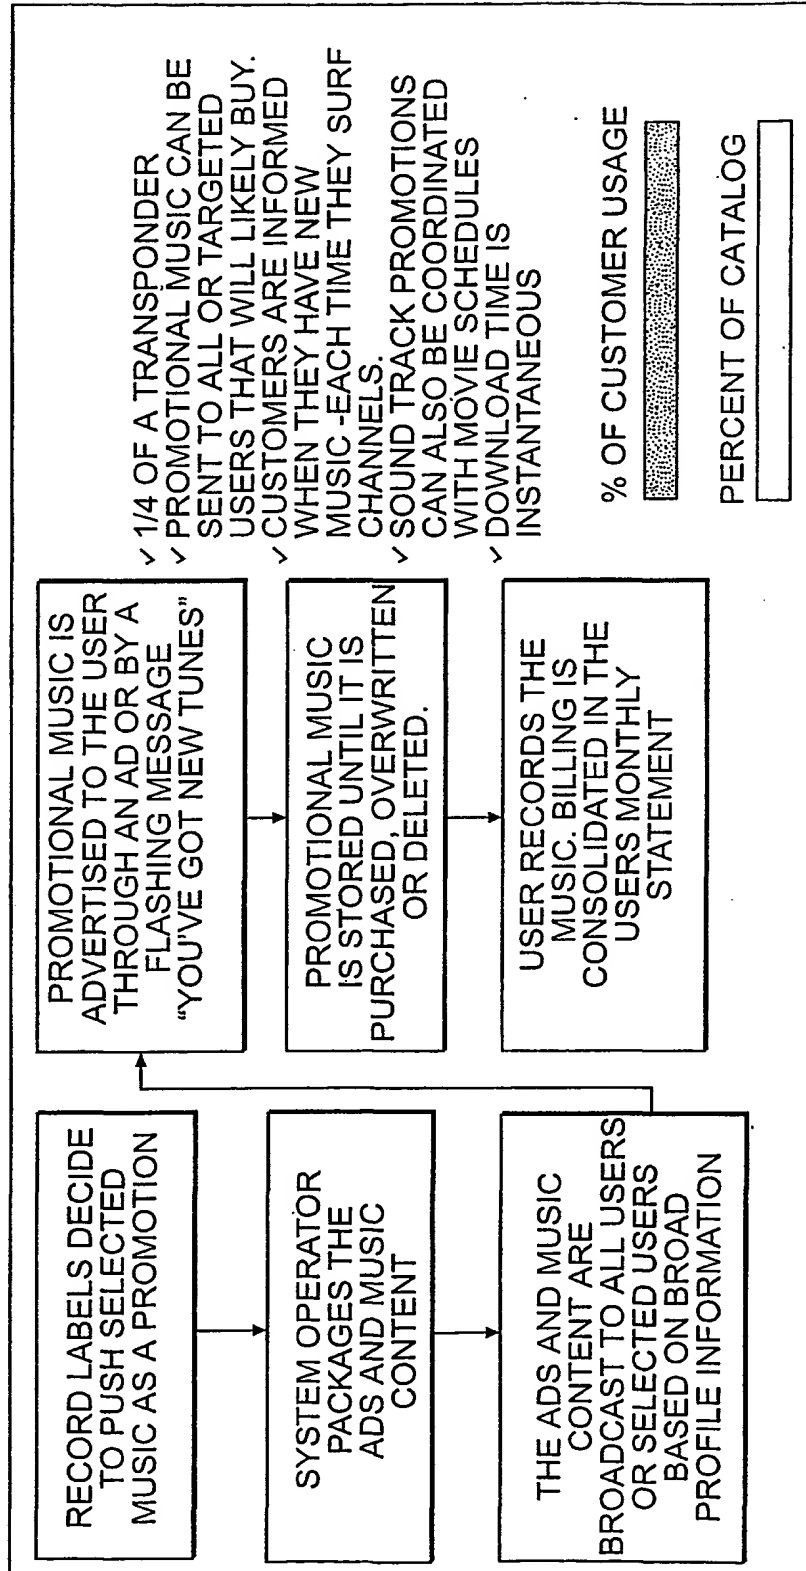 RECORD LABELS DECIDE
TO PUSH SELECTED
MUSIC AS A PROMOTION
SYSTEM OPERATOR
PACKAGES THE
ADS AND MUSIC
CONTENT
THE ADS AND MUSIC
CONTENT ARE
BROADCAST TO ALL USERS
OR SELECTED USERS
BASED ON BROAD
PROFILE INFORMATION
PROMOTIONAL MUSIC IS
ADVERTISED TO THE USER
THROUGH AN AD OR BY A
FLASHING MESSAGE
“YOU’VE GOT NEW TUNES”
PROMOTIONAL MUSIC
IS STORED UNTIL IT IS
PURCHASED, OVERWRITTEN
OR DELETED.
USER RECORDS THE
MUSIC. BILLING IS
CONSOLIDATED IN THE
USERS MONTHLY
STATEMENT
✓ 1/4 OF A TRANSPONDER
✓ PROMOTIONAL MUSIC CAN BE
SENT TO ALL OR TARGETED
USERS THAT WILL LIKELY BUY.
✓ CUSTOMERS ARE INFORMED
WHEN THEY HAVE NEW
MUSIC -EACH TIME THEY SURF
CHANNELS.
✓ SOUND TRACK PROMOTIONS
CAN ALSO BE COORDINATED
WITH MOVIE SCHEDULES
✓ DOWNLOAD TIME IS
INSTANTANEOUS
% OF CUSTOMER USAGE
PERCENT OF CATALOG